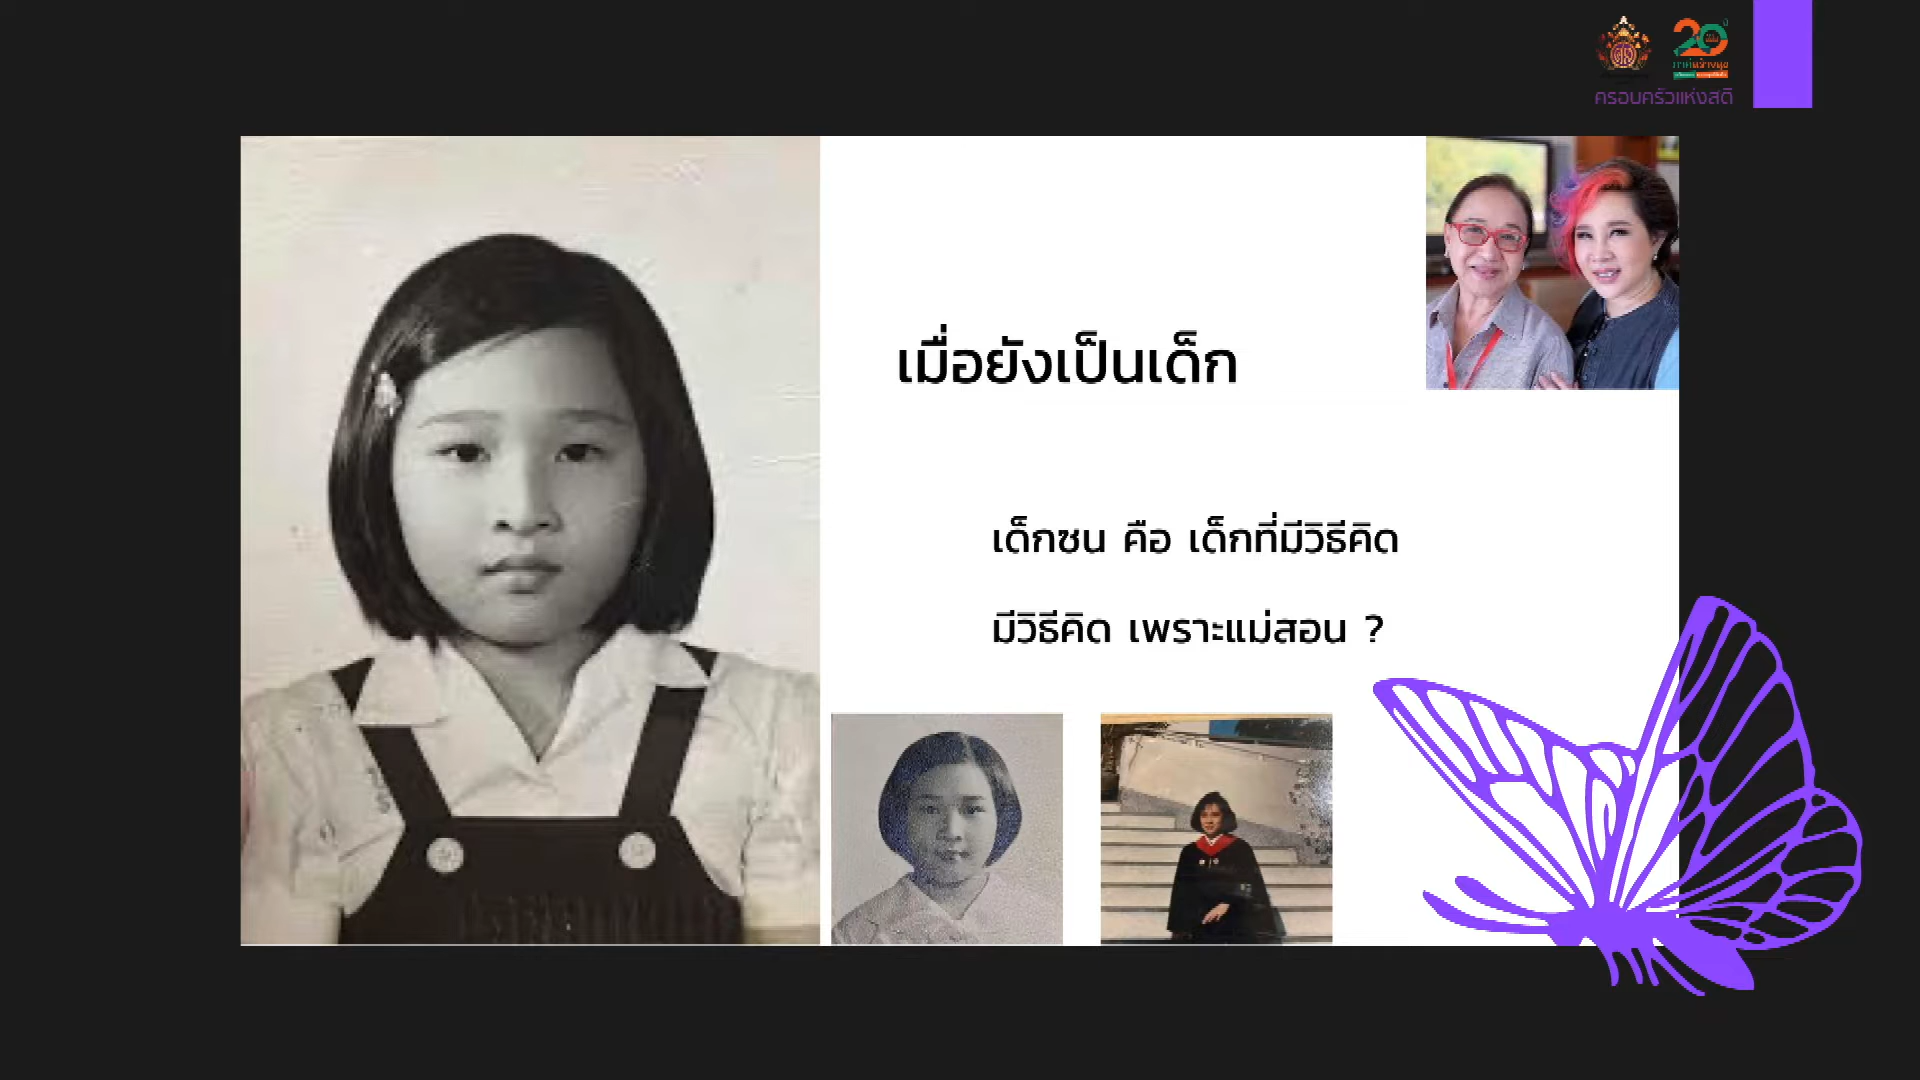 20
ครอบครัวแห่งสติ
เมื่อยังเป็นเด็ก
เด็กซน คือ เด็กที่มีวิธีคิด
มีวิธีคิด เพราะแม่สอน ?